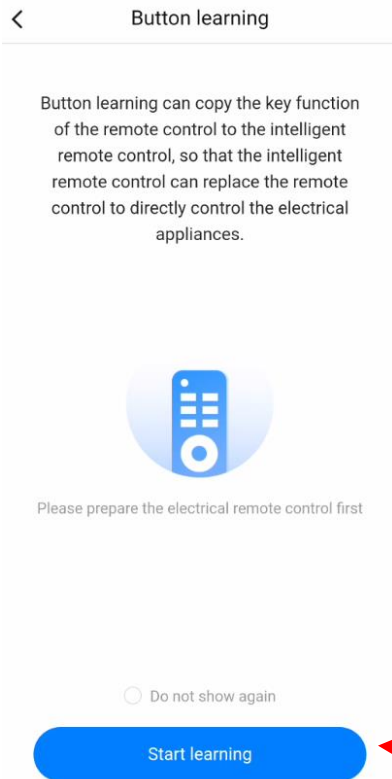 Button learning
Button learning can copy the key function
of the remote control to the intelligent
remote control, so that the intelligent
remote control can replace the remote
control to directly control the electrical
appliances.
Please prepare the electrical remote control first
Do not show again
Start learning